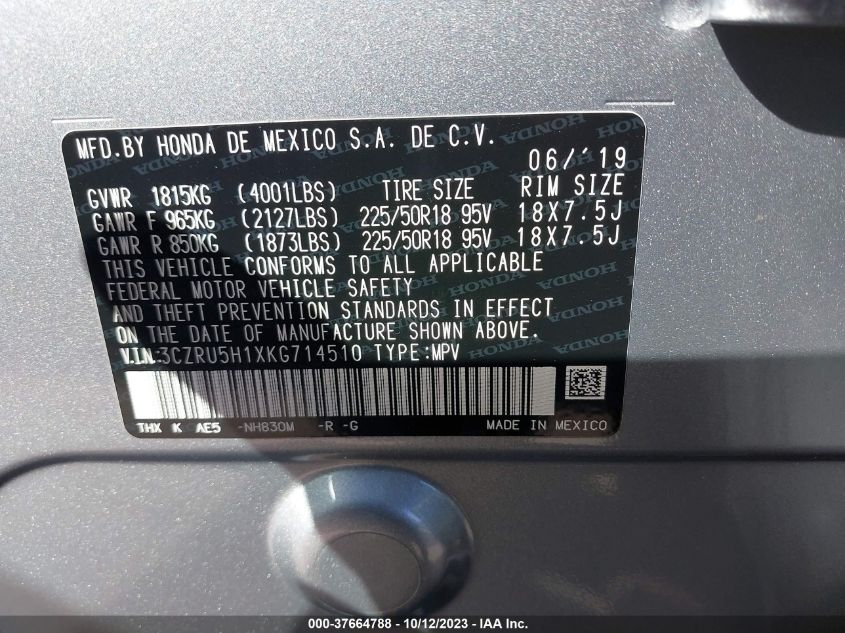 MFD.BY HONDA DE MEXICO S.A. DE C.V.
06/'19
GVWR 1815KG (4001LBS) TIRE SIZE RIM SIZE
GAWR F 965KG (2127LBS) 225/50R18 95V 18X7.5J
GAWR R 850KG (1873LBS) 225/50R18 95V 18X7.5J
THIS VEHICLE CONFORMS TO ALL APPLICABLE
FEDERAL MOTOR VEHICLE SAFETY
AND THEFT PREVENTION STANDARDS IN EFFECT
ON THE DATE OF MANUFACTURE SHOWN ABOVE.
V.I.N:3CZRU5H1XKG714510 TYPE:MPV
THX K AE5 -NH830M -R -G MADE IN MEXICO
000-37664788 - 10/12/2023 - IAA Inc.